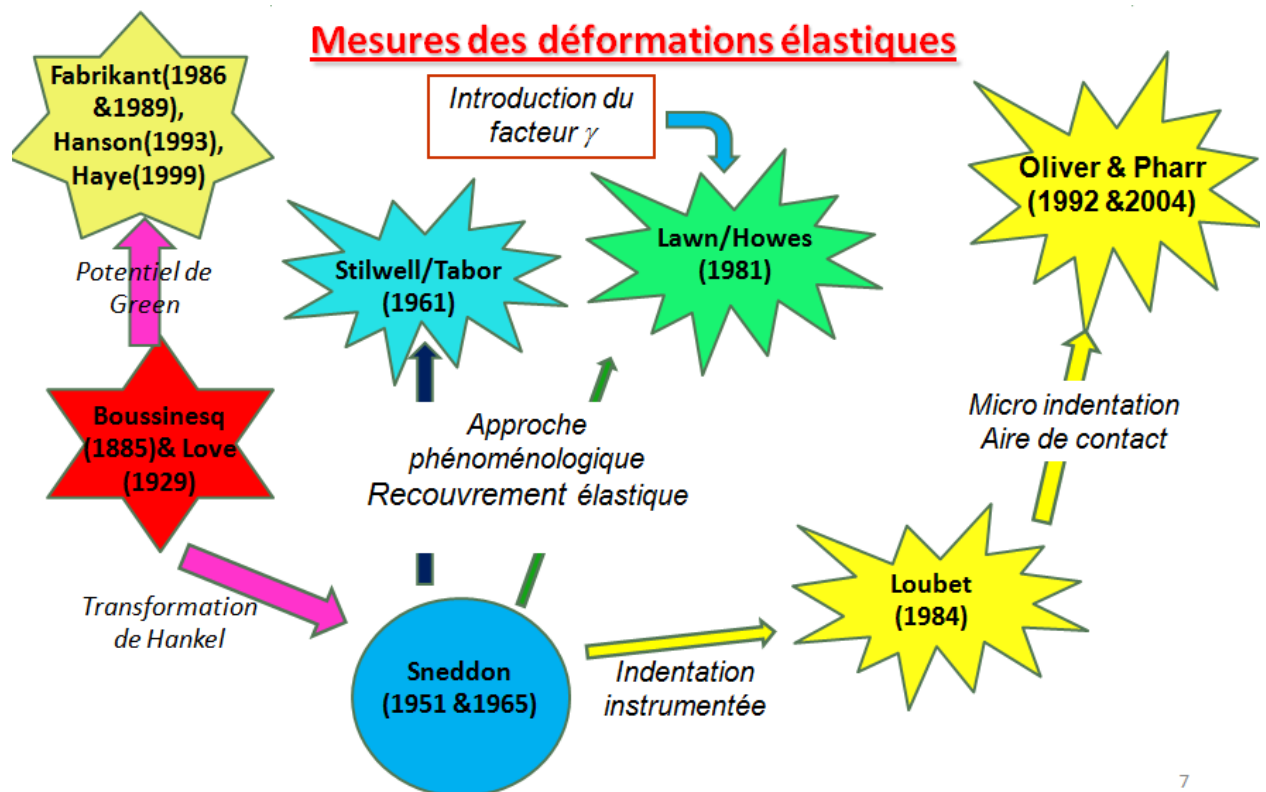 Mesures des déformations élastiques
Fabrikant(1986
&1989),
Hanson(1993),
Haye(1999)
Introduction du
facteur γ
Oliver & Pharr
(1992 &2004)
Stilwell/Tabor
(1961)
Lawn/Howes
(1981)
Potentiel de
Green
Boussinesq
(1885)& Love
(1929)
Approche
phénoménologique
Recouvrement élastique
Micro indentation
Aire de contact
Transformation
de Hankel
Sneddon
(1951 &1965)
Indentation
instrumentée
Loubet
(1984)
7